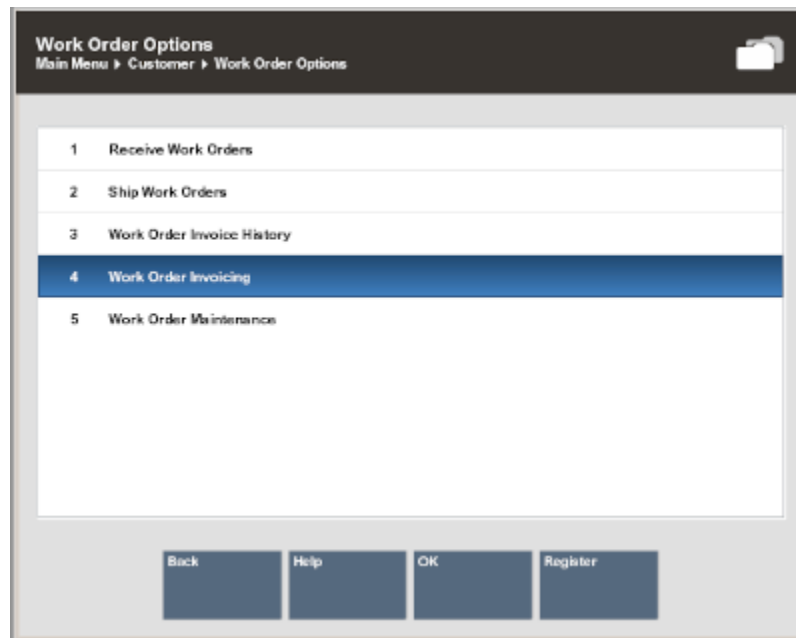 Work Order Options
Main Menu ▸ Customer ▸ Work Order Options
1 Receive Work Orders
2 Ship Work Orders
3 Work Order Invoice History
4 Work Order Invoicing
5 Work Order Maintenance
Back Help OK Register